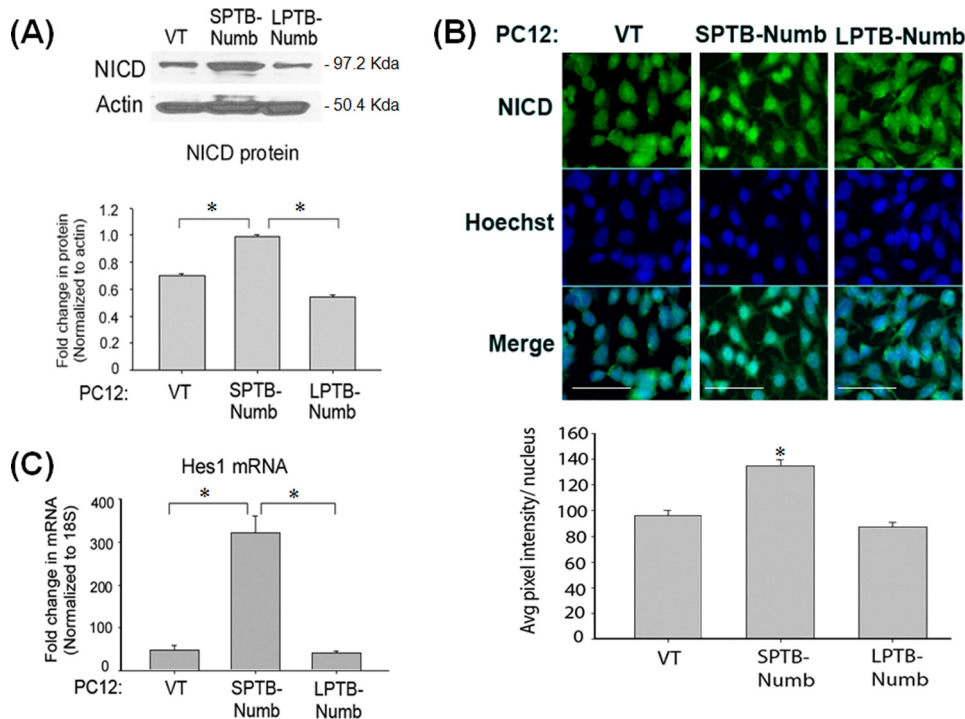 (A)
VT
SPTB-
Numb
LPTB-
Numb
NICD
- 97.2 Kda
Actin
- 50.4 Kda
NICD protein
Fold change in protein
(Normalized to actin)
1.2
1.0
0.8
0.6
0.4
0.2
0
*
*
PC12:
VT
SPTB-
Numb
LPTB-
Numb
(B)
PC12:
VT
SPTB-Numb
LPTB-Numb
NICD
Hoechst
Merge
Avg pixel intensity/ nucleus
160
140
120
100
80
60
40
20
0
*
VT
SPTB-
Numb
LPTB-
Numb
(C)
Hes1 mRNA
Fold change in mRNA
(Normalized to 18S)
400
300
50
0
*
*
PC12:
VT
SPTB-
Numb
LPTB-
Numb